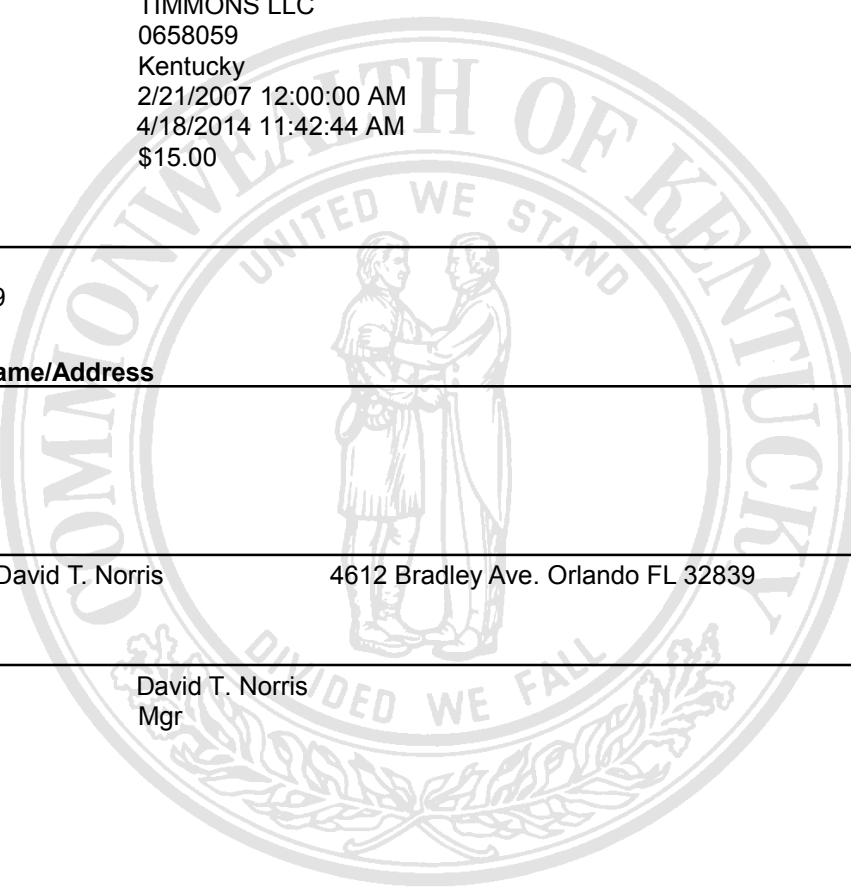 TIMMONS LLC
0658059
Kentucky
2/21/2007 12:00:00 AM
4/18/2014 11:42:44 AM
$15.00
COMMONWEALTH OF KENTUCKY
UNITED WE STAND
9
ame/Address
David T. Norris 4612 Bradley Ave. Orlando FL 32839
DIVIDED WE FALL
David T. Norris
Mgr